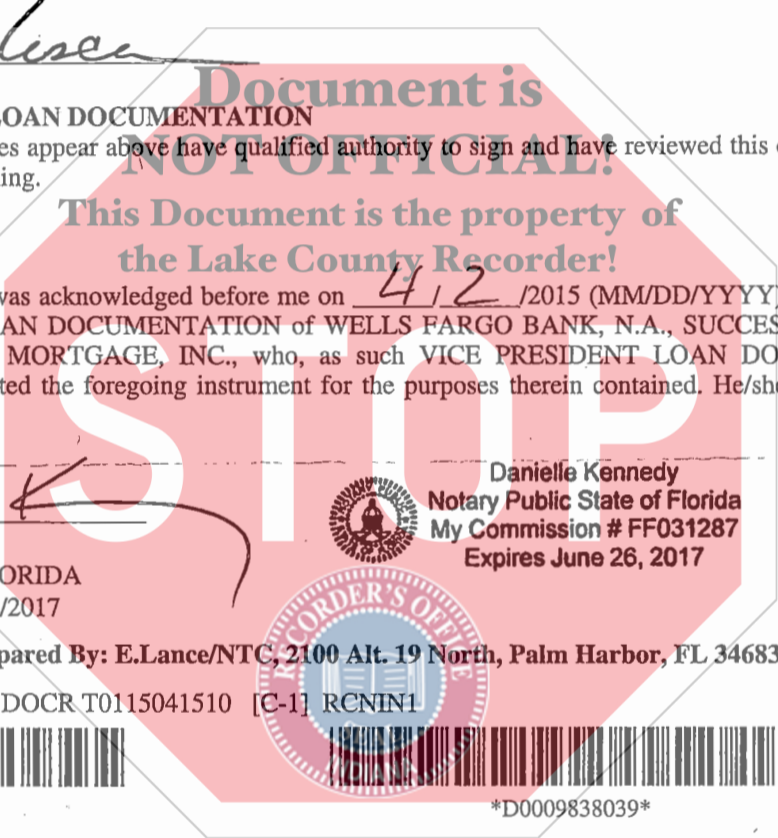 Document is
LOAN DOCUMENTATION
es appear above have qualified authority to sign and have reviewed this
NOT OFFICIAL!
ing.
This Document is the property of
the Lake County Recorder!
was acknowledged before me on 4/2/2015 (MM/DD/YYYY)
AN DOCUMENTATION of WELLS FARGO BANK, N.A., SUCCES
MORTGAGE, INC., who, as such VICE PRESIDENT LOAN DO
ted the foregoing instrument for the purposes therein contained. He/she
STOP
Danielle Kennedy
Notary Public State of Florida
My Commission # FF031287
Expires June 26, 2017
ORIDA
/2017
RECORDER'S OFFICE
pared By: E.Lance/NTC, 2100 Alt. 19 North, Palm Harbor, FL 34683
DOCR T0115041510 [C-1] RCNIN1
INDIANA
*D0009838039*